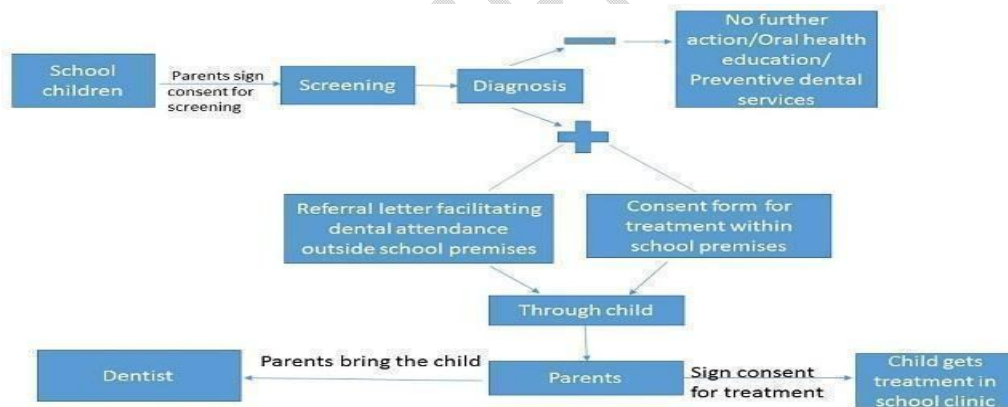 School
children
Parents sign
consent for
screening
Screening
Diagnosis
No further
action/Oral health
education/
Preventive dental
services
Referral letter facilitating
dental attendance
outside school premises
Consent form for
treatment within
school premises
Through child
Dentist
Parents bring the child
Parents
Sign consent
for treatment
Child gets
treatment in
school clinic